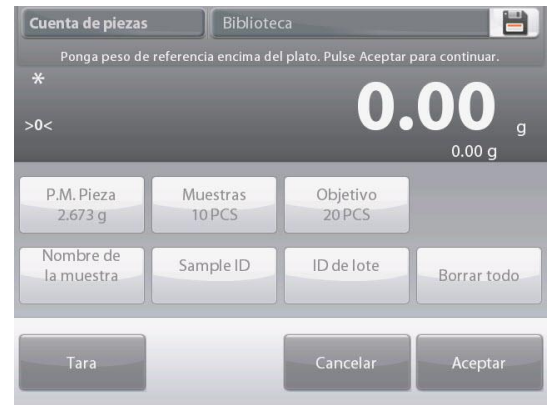 Cuenta de piezas
Biblioteca
Ponga peso de referencia encima del plato. Pulse Aceptar para continuar.
*
>0<
0.00 g
0.00 g
P.M. Pieza
2.673 g
Muestras
10 PCS
Objetivo
20 PCS
Nombre de
la muestra
Sample ID
ID de lote
Borrar todo
Tara
Cancelar
Aceptar